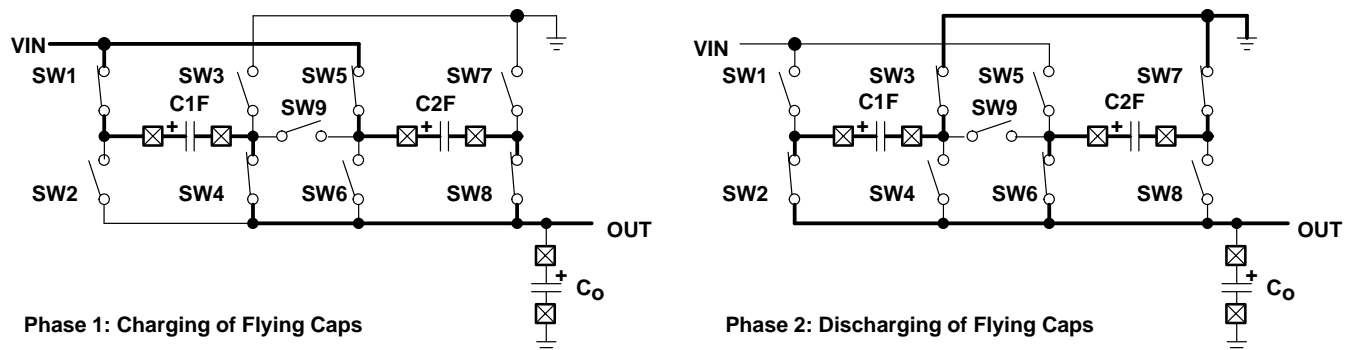 VIN
SW1
SW3
SW5
SW7
C1F
SW9
C2F
+
+
SW2
SW4
SW6
SW8
OUT
+
Co
Phase 1: Charging of Flying Caps
VIN
SW1
SW3
SW5
SW7
C1F
SW9
C2F
+
+
SW2
SW4
SW6
SW8
OUT
+
Co
Phase 2: Discharging of Flying Caps